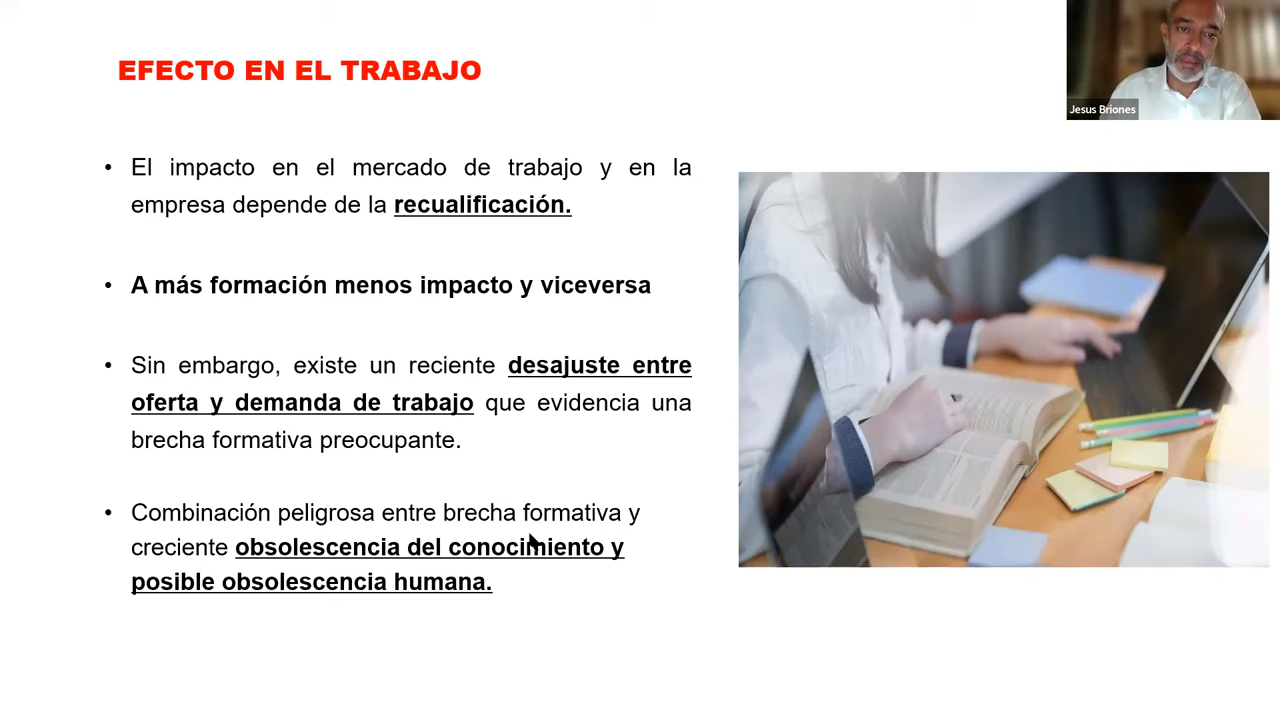 EFECTO EN EL TRABAJO
Jesus Briones
• El impacto en el mercado de trabajo y en la
empresa depende de la recualificación.
• A más formación menos impacto y viceversa
• Sin embargo, existe un reciente desajuste entre
oferta y demanda de trabajo que evidencia una
brecha formativa preocupante.
• Combinación peligrosa entre brecha formativa y
creciente obsolescencia del conocimiento y
posible obsolescencia humana.